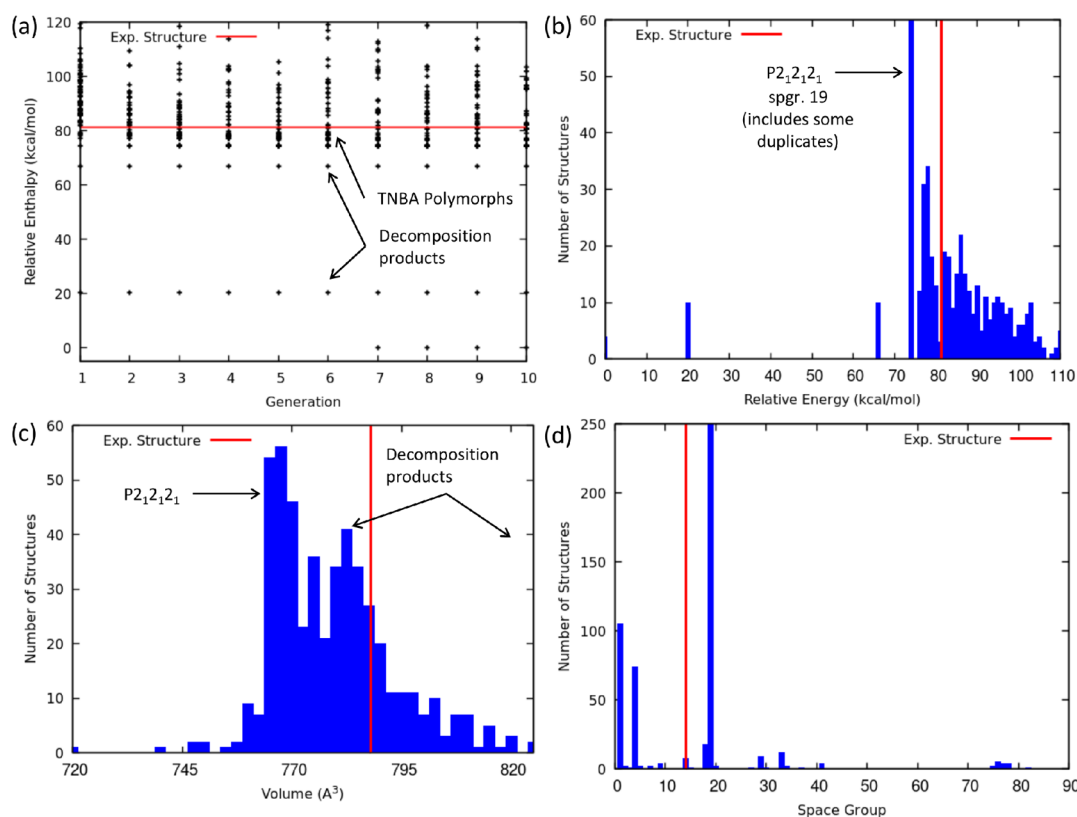 (a)
120
100
80
60
40
20
0
Relative Enthalpy (kcal/mol)
Exp. Structure
TNBA Polymorphs
Decomposition
products
1 2 3 4 5 6 7 8 9 10
Generation
(b)
60
50
40
30
20
10
0
Number of Structures
Exp. Structure
P2₁2₁2₁
spgr. 19
(includes some
duplicates)
0 10 20 30 40 50 60 70 80 90 100 110
Relative Energy (kcal/mol)
(c)
60
50
40
30
20
10
0
Number of Structures
Exp. Structure
Decomposition
products
P2₁2₁2₁
720 745 770 795 820
Volume (A³)
(d)
250
200
150
100
50
0
Number of Structures
Exp. Structure
0 10 20 30 40 50 60 70 80 90
Space Group